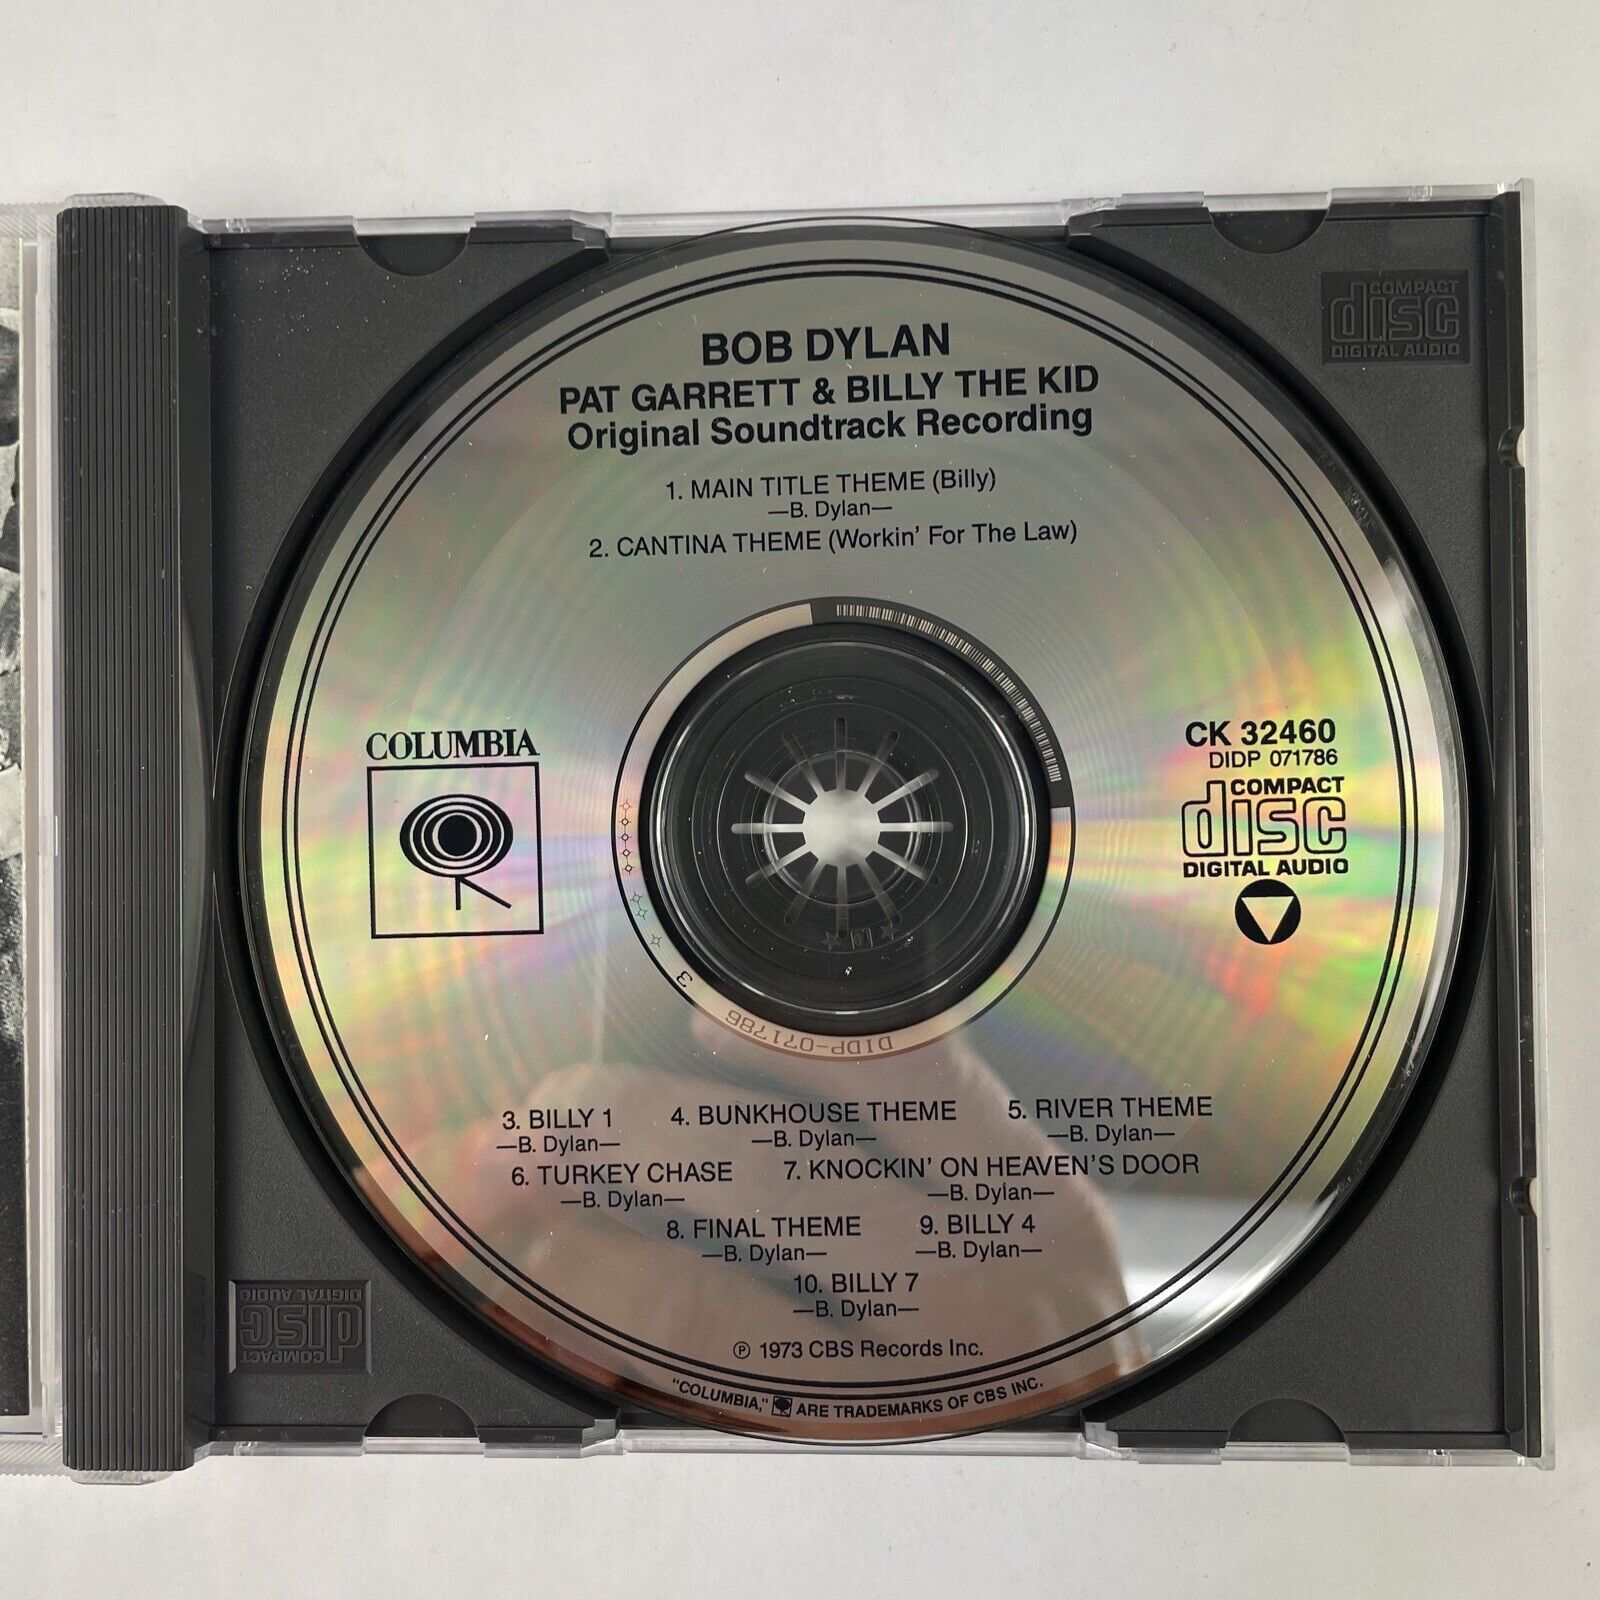 BOB DYLAN
PAT GARRETT & BILLY THE KID
Original Soundtrack Recording
1. MAIN TITLE THEME (Billy)
—B. Dylan—
2. CANTINA THEME (Workin' For The Law)
COLUMBIA
CK 32460
DIDP 071786
COMPACT
disc
DIGITAL AUDIO
3
DIDP-071786
3. BILLY 1 4. BUNKHOUSE THEME 5. RIVER THEME
—B. Dylan— —B. Dylan— —B. Dylan—
6. TURKEY CHASE 7. KNOCKIN' ON HEAVEN'S DOOR
—B. Dylan— —B. Dylan—
8. FINAL THEME 9. BILLY 4
—B. Dylan— —B. Dylan—
10. BILLY 7
—B. Dylan—
℗ 1973 CBS Records Inc.
"COLUMBIA," ARE TRADEMARKS OF CBS INC.
COMPACT
disc
DIGITAL AUDIO
COMPACT
disc
DIGITAL AUDIO